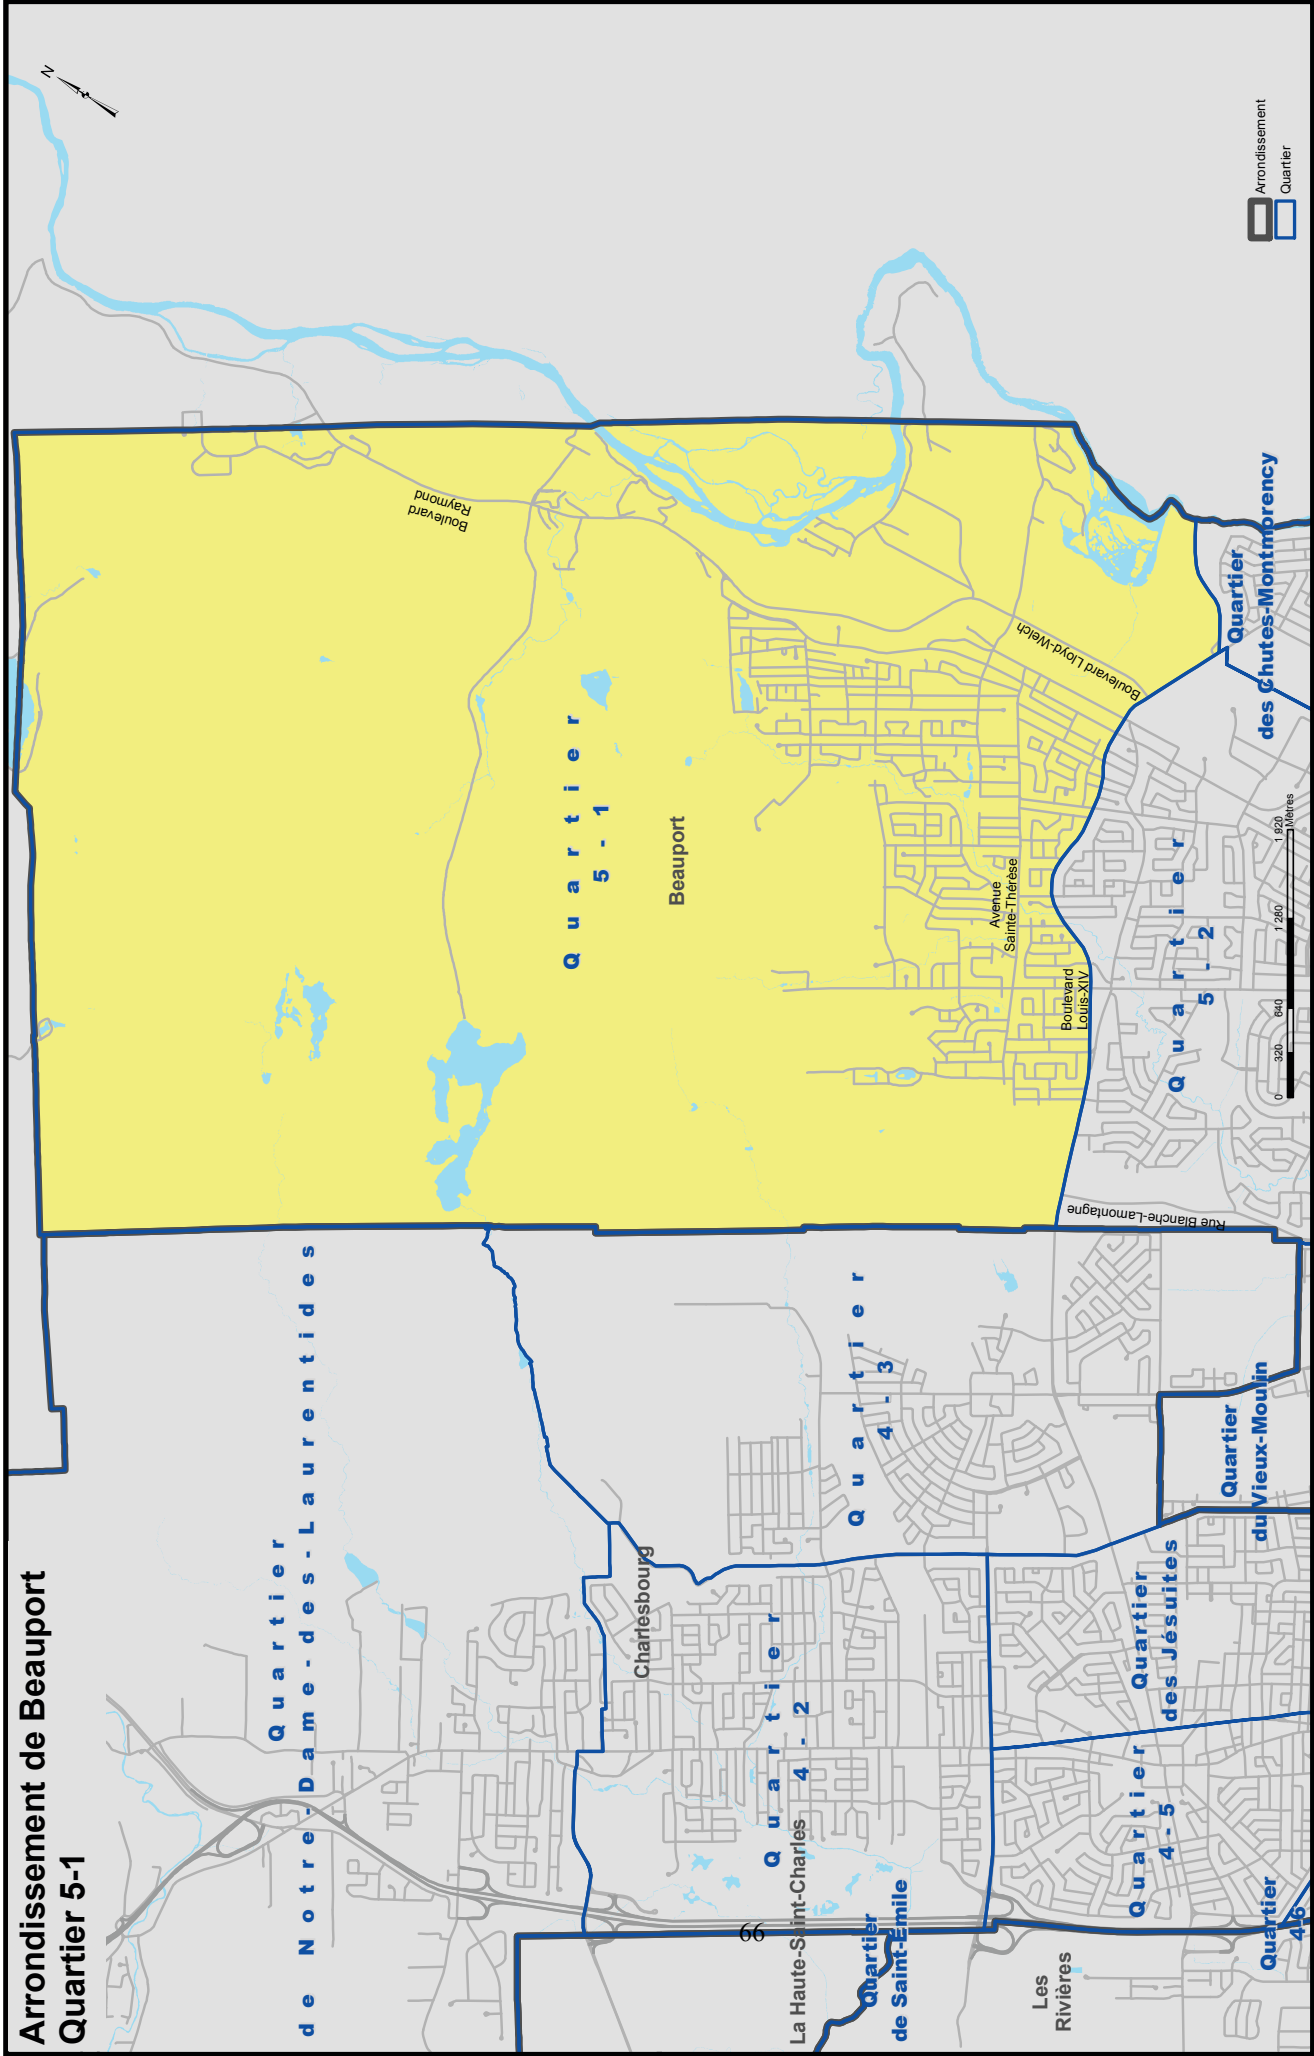 Arrondissement de Beauport
Quartier 5-1
N
Quartier
de Notre-Dame-des-Laurentides
Boulevard
Raymond
Quartier
5-1
Beauport
Charlesbourg
Quartier
4-2
La Haute-Saint-Charles
66
Quartier
4-3
Quartier
de Saint-Émile
Avenue
Sainte-Thérèse
Boulevard Lloyd-Welch
Boulevard
Louis-XIV
Rue Blanche-Lamontagne
Les
Rivières
Quartier
4-5
Quartier
des Jésuites
Quartier
5-2
Quartier
du Vieux-Moulin
Quartier
des Chutes-Montmorency
Quartier
4-6
Arrondissement
Quartier
0 320 640 1 280 1 920
Mètres